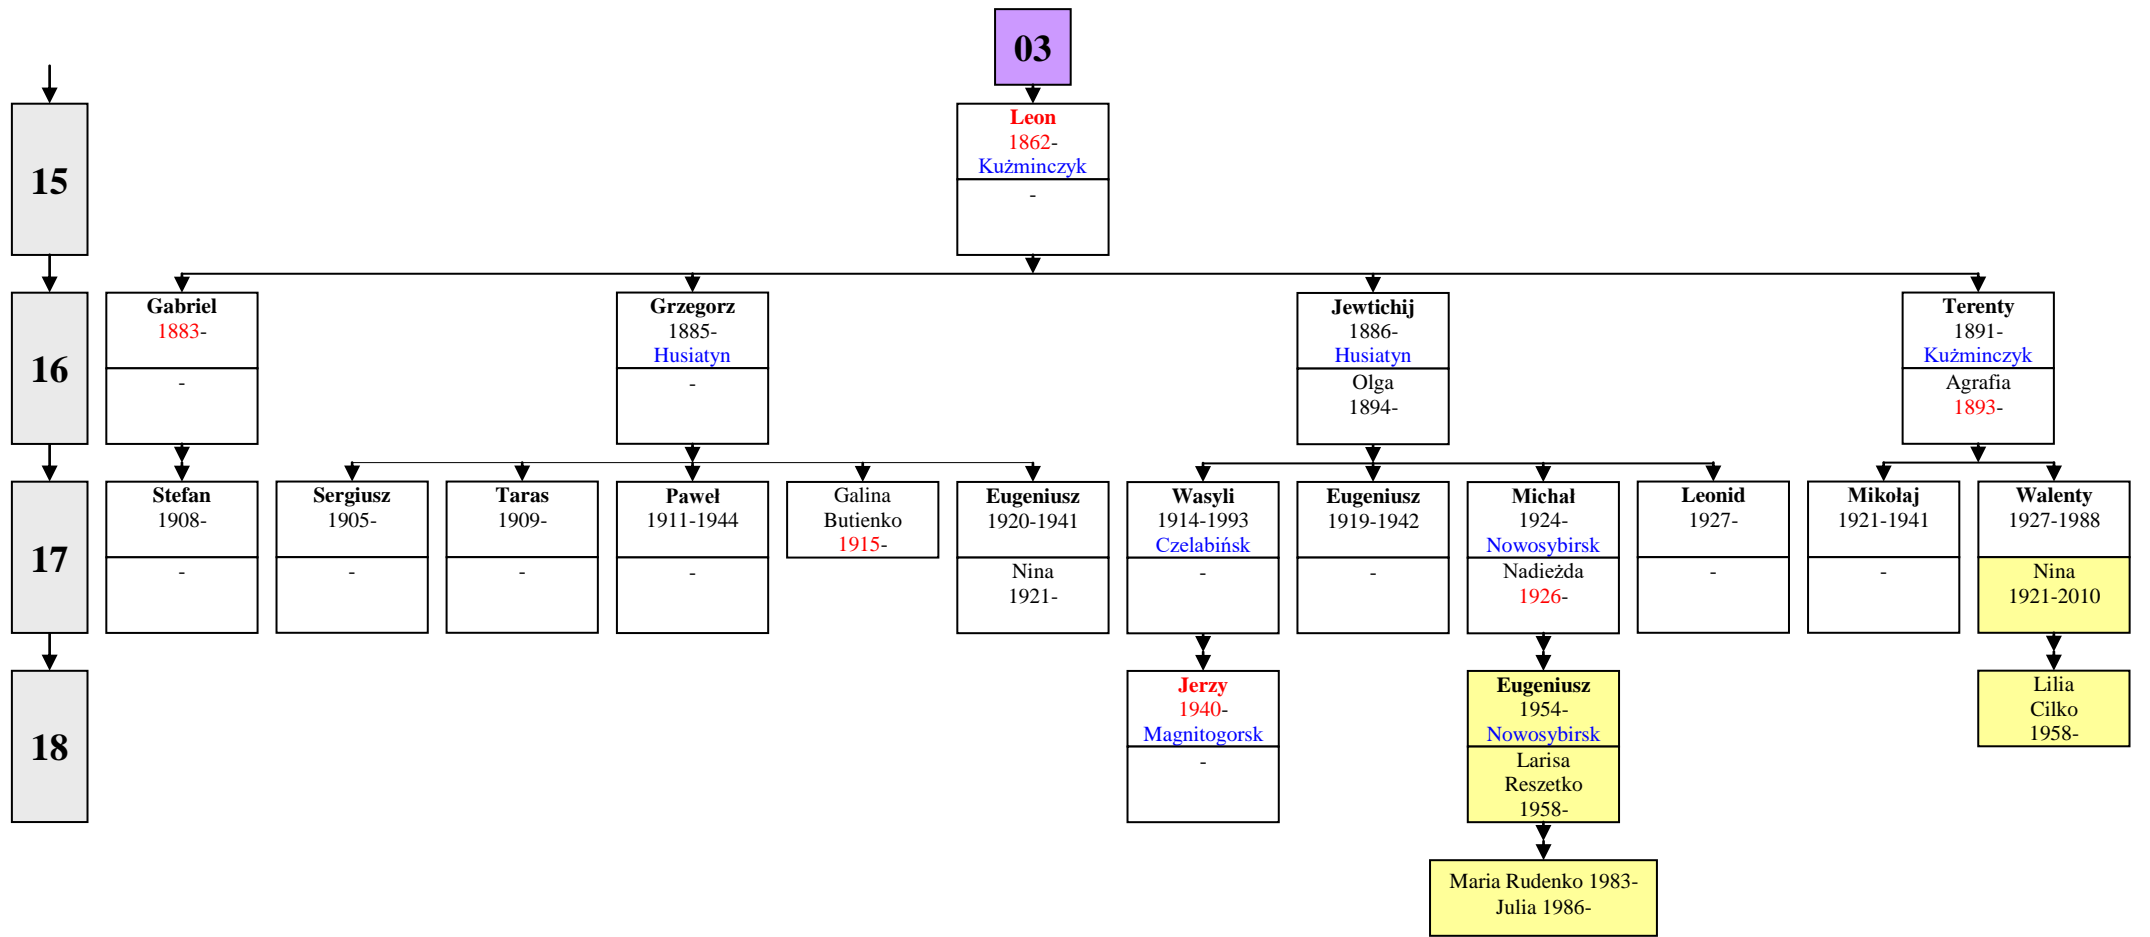 03
15
Leon
1862-
Kużminczyk
-
16
Gabriel
1883-
-
Grzegorz
1885-
Husiatyn
-
Jewtichij
1886-
Husiatyn
Olga
1894-
Terenty
1891-
Kużminczyk
Agrafia
1893-
17
Stefan
1908-
-
Sergiusz
1905-
-
Taras
1909-
-
Paweł
1911-1944
-
Galina
Butienko
1915-
Eugeniusz
1920-1941
Nina
1921-
Wasyli
1914-1993
Czelabińsk
-
Eugeniusz
1919-1942
-
Michał
1924-
Nowosybirsk
Nadieżda
1926-
Leonid
1927-
-
Mikołaj
1921-1941
-
Walenty
1927-1988
Nina
1921-2010
18
Jerzy
1940-
Magnitogorsk
-
Eugeniusz
1954-
Nowosybirsk
Larisa
Reszetko
1958-
Lilia
Cilko
1958-
Maria Rudenko 1983-
Julia 1986-